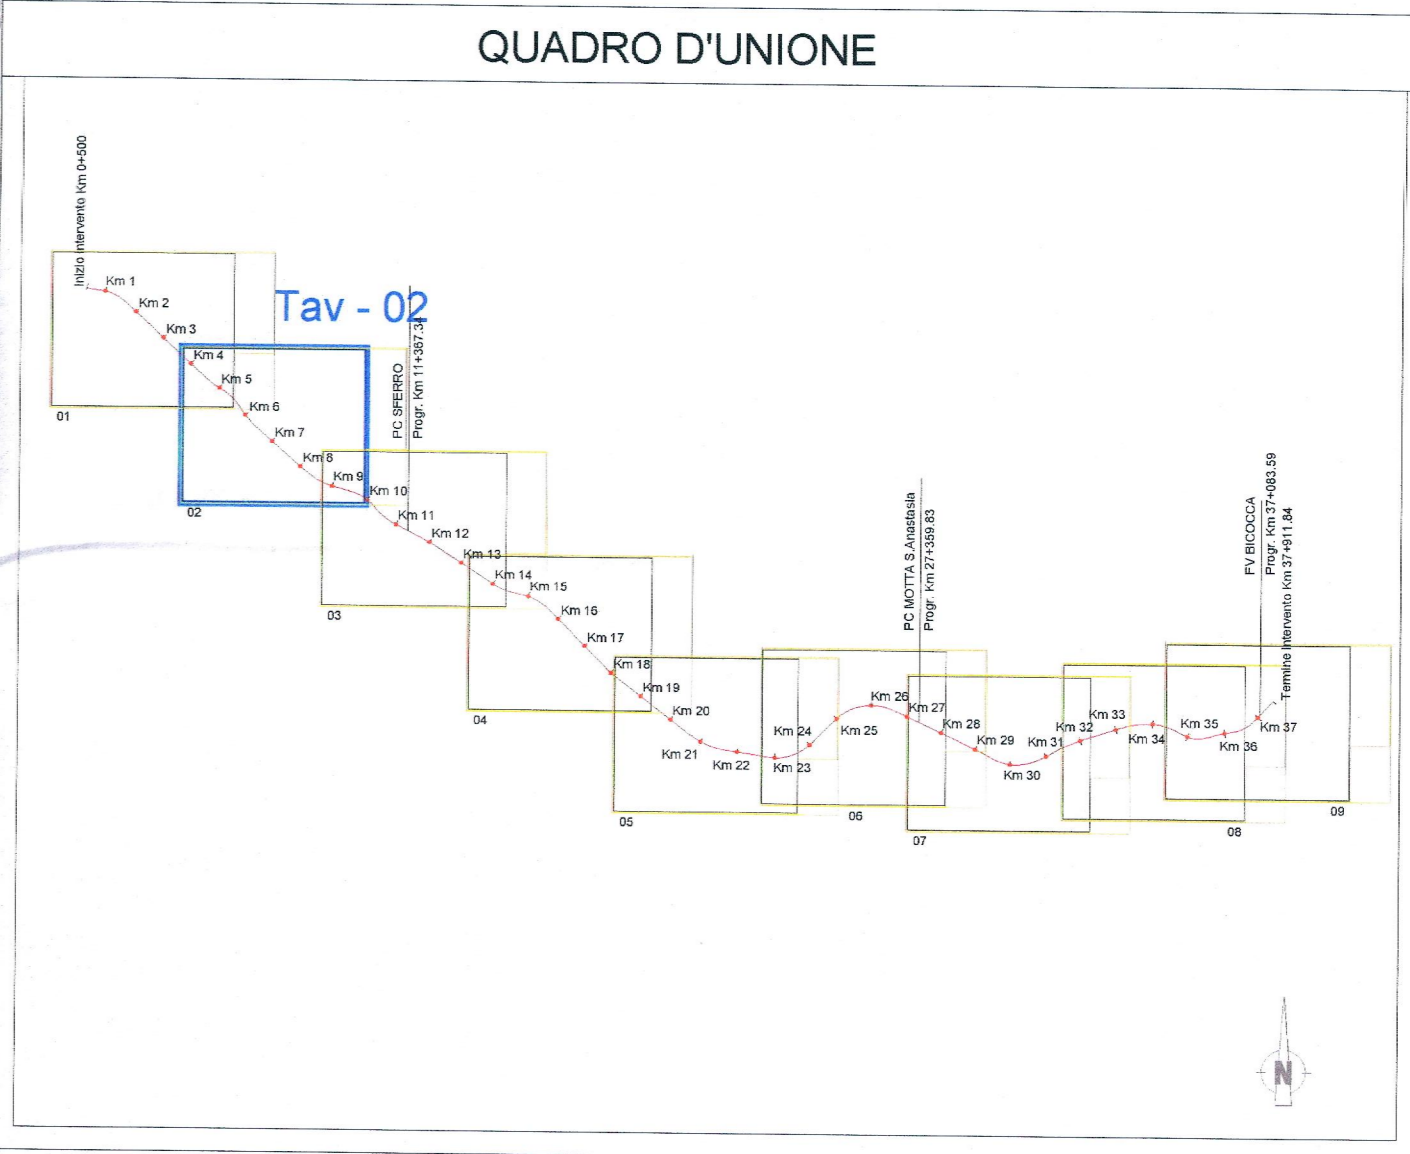 QUADRO D'UNIONE
Inizio Intervento Km 0+500
Km 1
Km 2
Km 3
Km 4
Km 5
Km 6
Km 7
Km 8
Km 9
Km 10
Km 11
Km 12
Km 13
Km 14
Km 15
Km 16
Km 17
Km 18
Km 19
Km 20
Km 21
Km 22
Km 23
Km 24
Km 25
Km 26
Km 27
Km 28
Km 29
Km 30
Km 31
Km 32
Km 33
Km 34
Km 35
Km 36
Km 37
Tav - 02
PC SFERRO
Progr. Km 11+367.34
PC MOTTA S.Anastasia
Progr. Km 27+359.83
FV BICOCCA
Progr. Km 37+083.59
Termine Intervento Km 37+911.84
01
02
03
04
05
06
07
08
09
N